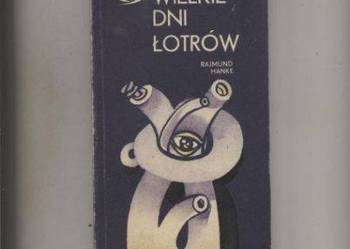 WIELKIE
DNI
ŁOTRÓW
RAJMUND
HANKE